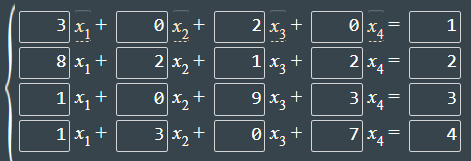 3 x₁ + 0 x₂ + 2 x₃ + 0 x₄ = 1
8 x₁ + 2 x₂ + 1 x₃ + 2 x₄ = 2
1 x₁ + 0 x₂ + 9 x₃ + 3 x₄ = 3
1 x₁ + 3 x₂ + 0 x₃ + 7 x₄ = 4